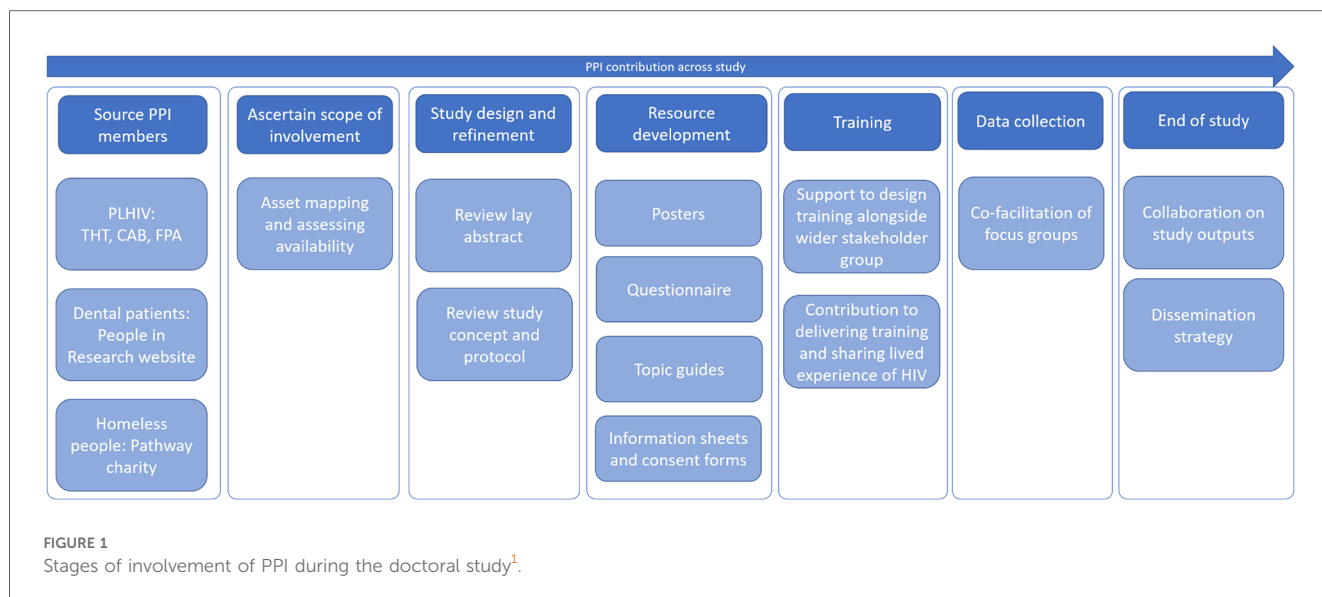 PPI contribution across study
Source PPI
members
PLHIV:
THT, CAB, FPA
Dental patients:
People in
Research website
Homeless
people: Pathway
charity
Ascertain scope of
involvement
Asset mapping
and assessing
availability
Study design and
refinement
Review lay
abstract
Review study
concept and
protocol
Resource
development
Posters
Questionnaire
Topic guides
Information sheets
and consent forms
Training
Support to design
training alongside
wider stakeholder
group
Contribution to
delivering training
and sharing lived
experience of HIV
Data collection
Co-facilitation of
focus groups
End of study
Collaboration on
study outputs
Dissemination
strategy
FIGURE 1
Stages of involvement of PPI during the doctoral study1.